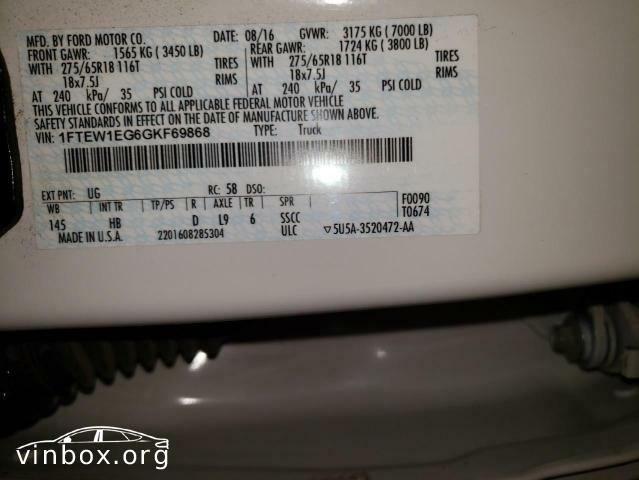 MFD. BY FORD MOTOR CO. DATE: 08/16 GVWR: 3175 KG ( 7000 LB)
FRONT GAWR: 1565 KG ( 3450 LB) REAR GAWR: 1724 KG ( 3800 LB)
WITH 275/65R18 116T TIRES WITH 275/65R18 116T TIRES
18x7.5J RIMS 18x7.5J RIMS
AT 240 kPa/ 35 PSI COLD AT 240 kPa/ 35 PSI COLD
THIS VEHICLE CONFORMS TO ALL APPLICABLE FEDERAL MOTOR VEHICLE
SAFETY STANDARDS IN EFFECT ON THE DATE OF MANUFACTURE SHOWN ABOVE.
VIN: 1FTEW1EG6GKF69868 TYPE: Truck
EXT PNT: UG RC: 58 DSO: F0090
WB INT TR TP/PS R AXLE TR SPR T0674
145 HB D L9 6 SSCC
MADE IN U.S.A. 2201608285304 ULC ▽5U5A-3520472-AA
vinbox.org